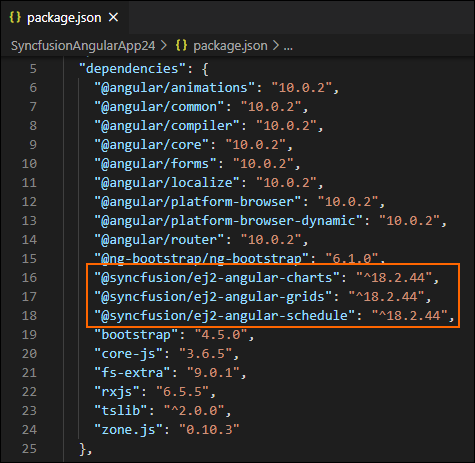 package.json ×
SyncfusionAngularApp24 > package.json > ...
5 "dependencies": {
6 "@angular/animations": "10.0.2",
7 "@angular/common": "10.0.2",
8 "@angular/compiler": "10.0.2",
9 "@angular/core": "10.0.2",
10 "@angular/forms": "10.0.2",
11 "@angular/localize": "10.0.2",
12 "@angular/platform-browser": "10.0.2",
13 "@angular/platform-browser-dynamic": "10.0.2",
14 "@angular/router": "10.0.2",
15 "@ng-bootstrap/ng-bootstrap": "6.1.0",
16 "@syncfusion/ej2-angular-charts": "^18.2.44",
17 "@syncfusion/ej2-angular-grids": "^18.2.44",
18 "@syncfusion/ej2-angular-schedule": "^18.2.44",
19 "bootstrap": "4.5.0",
20 "core-js": "3.6.5",
21 "fs-extra": "9.0.1",
22 "rxjs": "6.5.5",
23 "tslib": "^2.0.0",
24 "zone.js": "0.10.3"
25 },